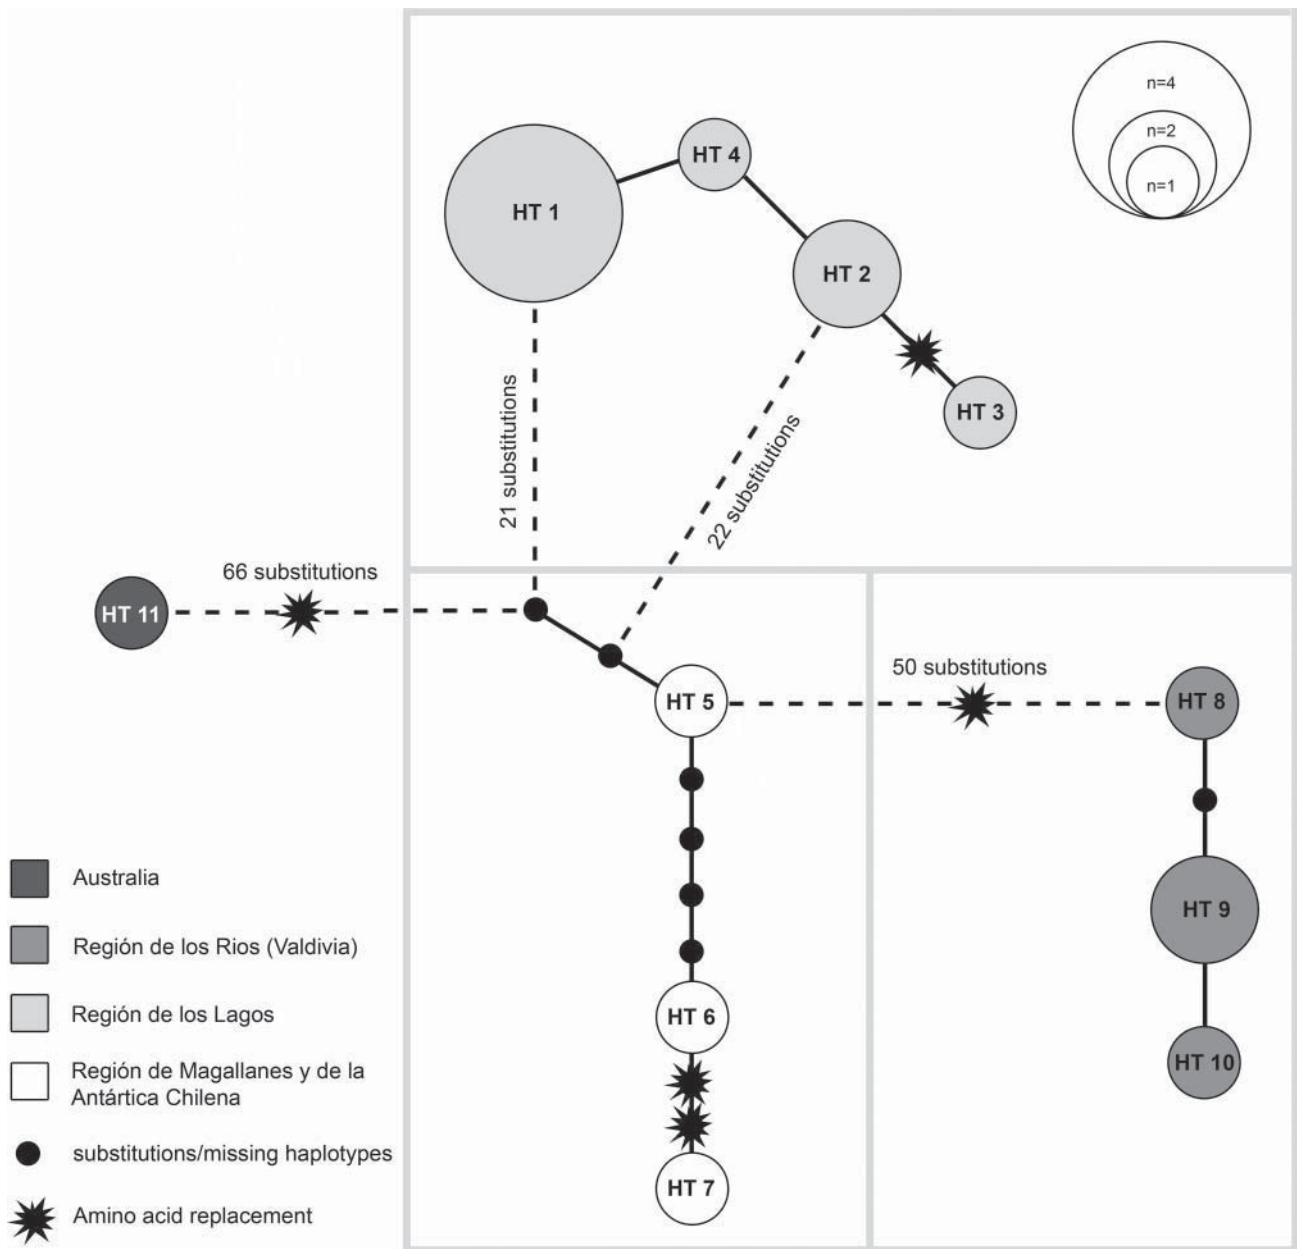 n=4
n=2
n=1
HT 4
HT 1
HT 2
HT 3
21 substitutions
22 substitutions
66 substitutions
HT 11
50 substitutions
HT 5
HT 8
HT 9
HT 6
HT 10
HT 7
Australia
Región de los Rios (Valdivia)
Región de los Lagos
Región de Magallanes y de la
Antártica Chilena
substitutions/missing haplotypes
Amino acid replacement